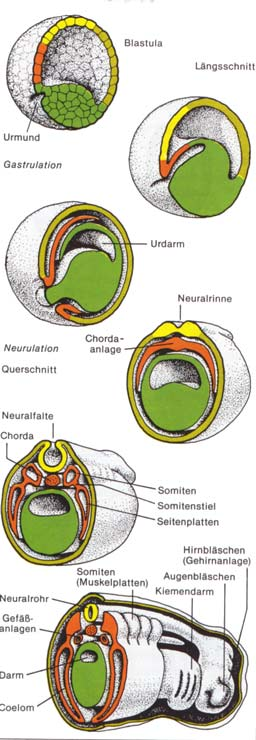 Blastula
Längsschnitt
Urmund
Gastrulation
Urdarm
Neuralrinne
Chorda-
anlage
Neurulation
Querschnitt
Neuralfalte
Chorda
Somiten
Somitenstiel
Seitenplatten
Hirnbläschen
(Gehirnanlage)
Somiten
(Muskelplatten)
Augenbläschen
Kiemendarm
Neuralrohr
Gefäß-
anlagen
Darm
Coelom